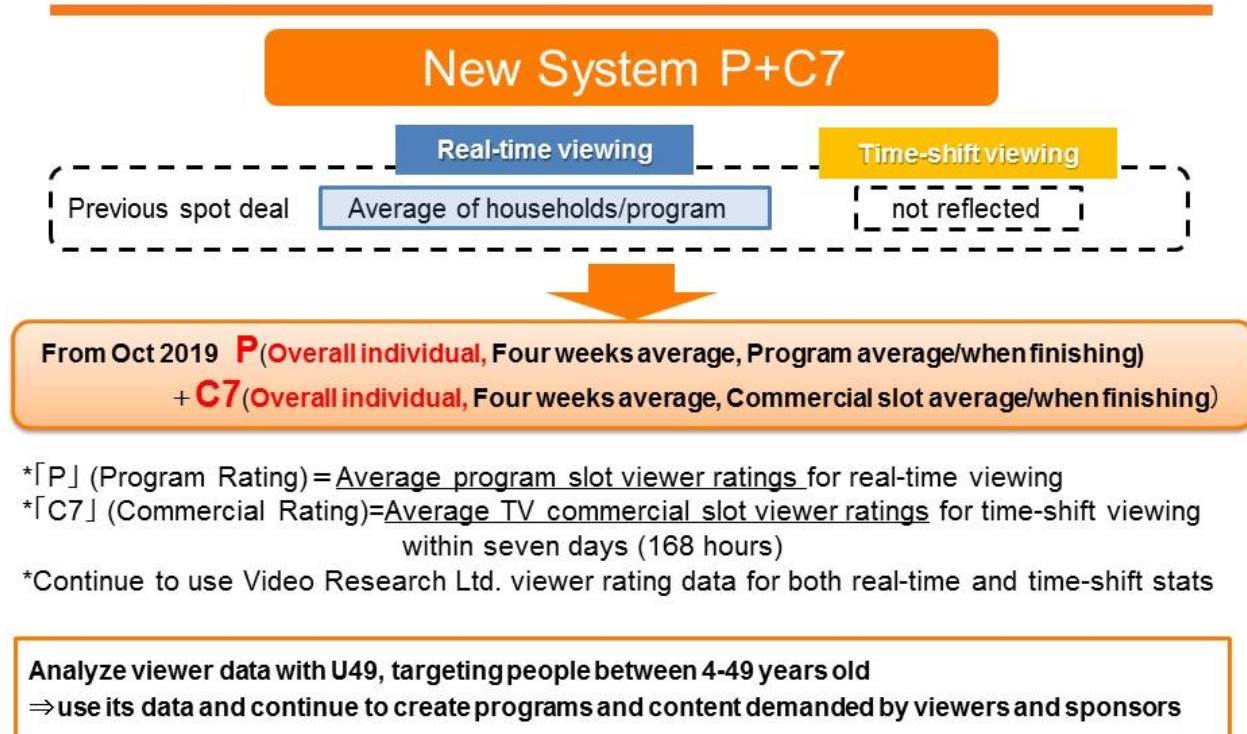 New System P+C7
Real-time viewing
Time-shift viewing
Previous spot deal
Average of households/program
not reflected
From Oct 2019 P(Overall individual, Four weeks average, Program average/when finishing)
+C7(Overall individual, Four weeks average, Commercial slot average/when finishing)
*｢P｣ (Program Rating)=Average program slot viewer ratings for real-time viewing
*｢C7｣ (Commercial Rating)=Average TV commercial slot viewer ratings for time-shift viewing
within seven days (168 hours)
*Continue to use Video Research Ltd. viewer rating data for both real-time and time-shift stats
Analyze viewer data with U49, targeting people between 4-49 years old
⇒use its data and continue to create programs and content demanded by viewers and sponsors